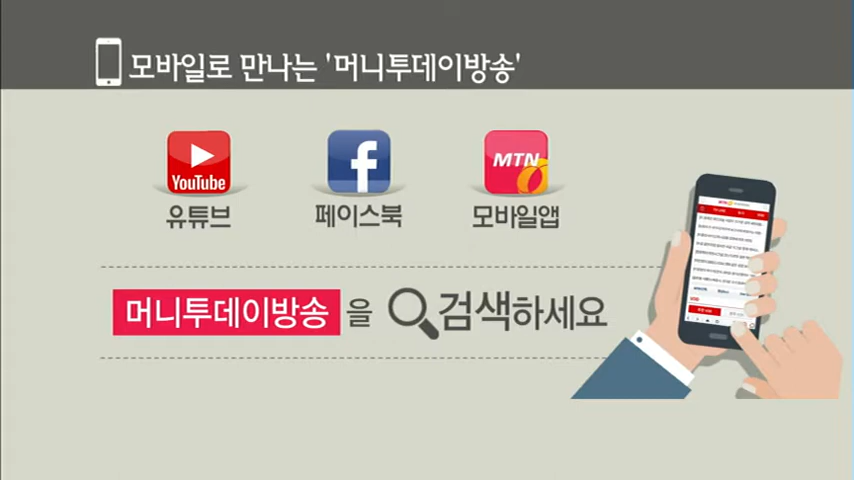 모바일로 만나는 '머니투데이방송'
YouTube
MTN
유튜브
페이스북
모바일앱
머니투데이방송 을 검색하세요